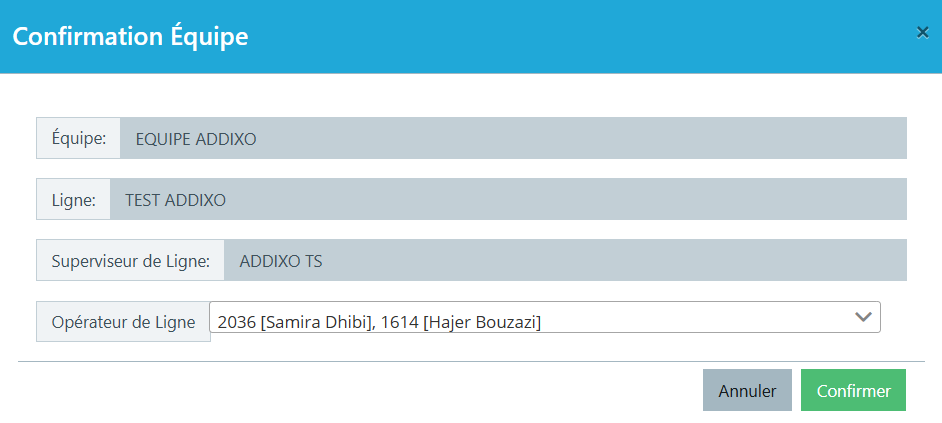 Confirmation Équipe ×
Équipe: EQUIPE ADDIXO
Ligne: TEST ADDIXO
Superviseur de Ligne: ADDIXO TS
Opérateur de Ligne 2036 [Samira Dhibi], 1614 [Hajer Bouzazi]
Annuler Confirmer